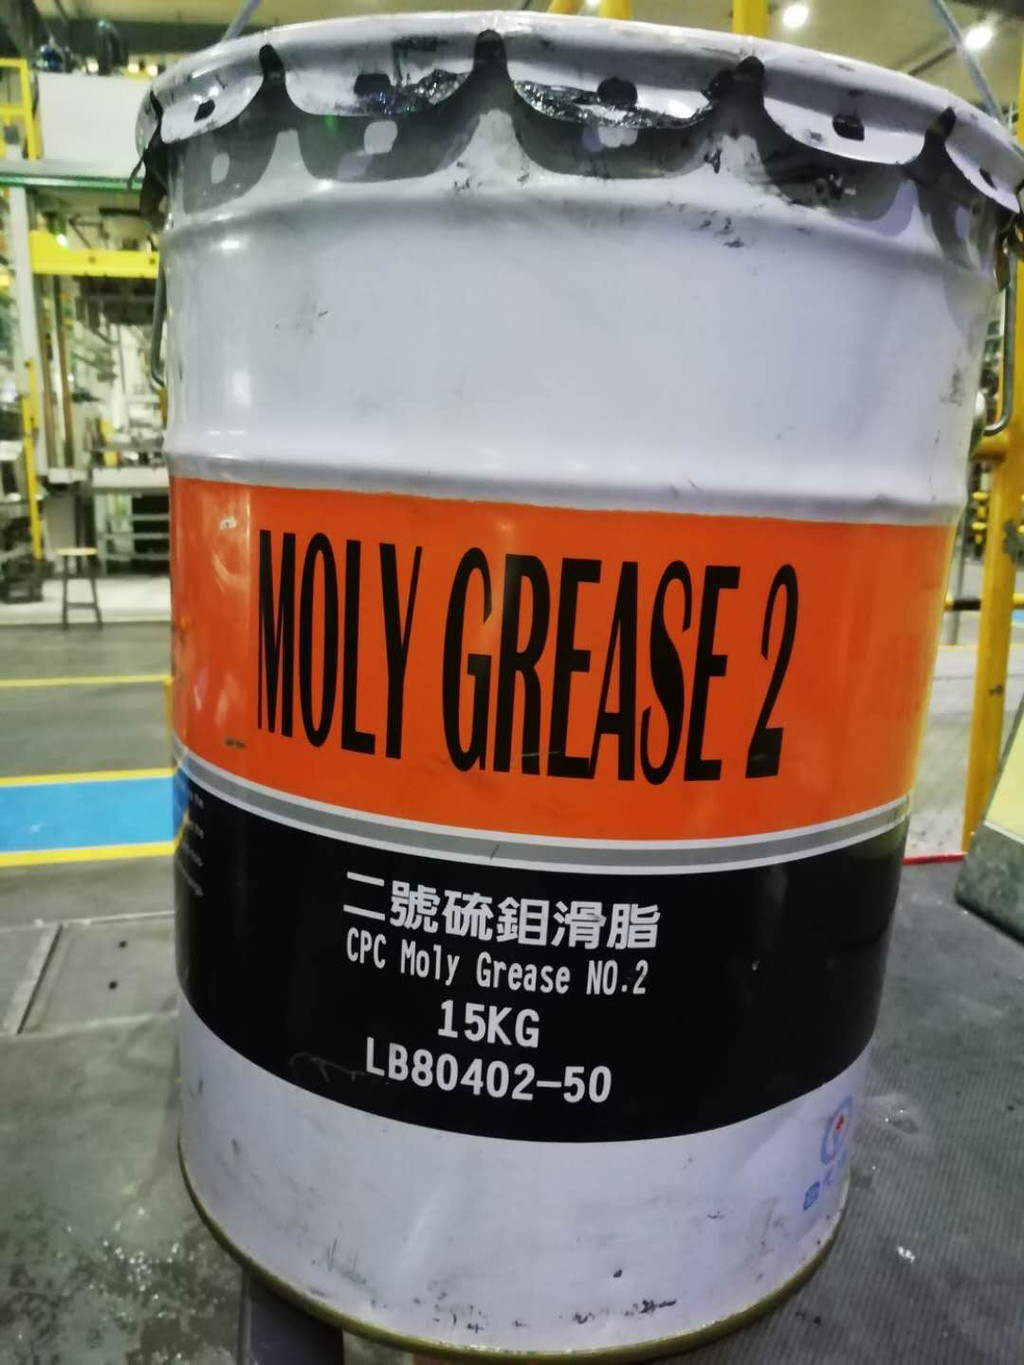 MOLY GREASE 2
二號硫鉬滑脂
CPC Moly Grease NO.2
15KG
LB80402-50